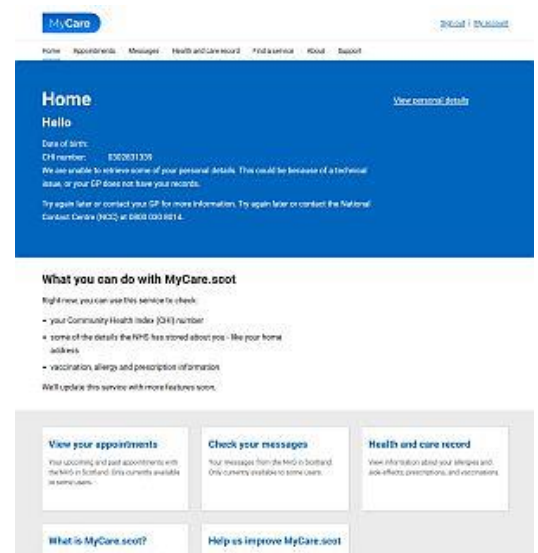 MyCare
Sign out | My account
Home Appointments Messages Health and care record Find a service About Support
Home
View personal details
Hello
Date of birth:
CHI number: 0302631339
We are unable to retrieve some of your personal details. This could be because of a technical
issue, or your GP does not have your records.
Try again later or contact your GP for more information. Try again later or contact the National
Contact Centre (NCC) at 0800 030 8014.
What you can do with MyCare.scot
Right now, you can use this service to check:
• your Community Health Index (CHI) number
• some of the details the NHS has stored about you - like your home
address
• vaccination, allergy and prescription information
We'll update this service with more features soon.
View your appointments
Your upcoming and past appointments with
the NHS in Scotland. Only currently available
to some users.
Check your messages
Your messages from the NHS in Scotland.
Only currently available to some users.
Health and care record
View information about your allergies and
side-effects, prescriptions, and vaccinations.
What is MyCare.scot?
Help us improve MyCare.scot